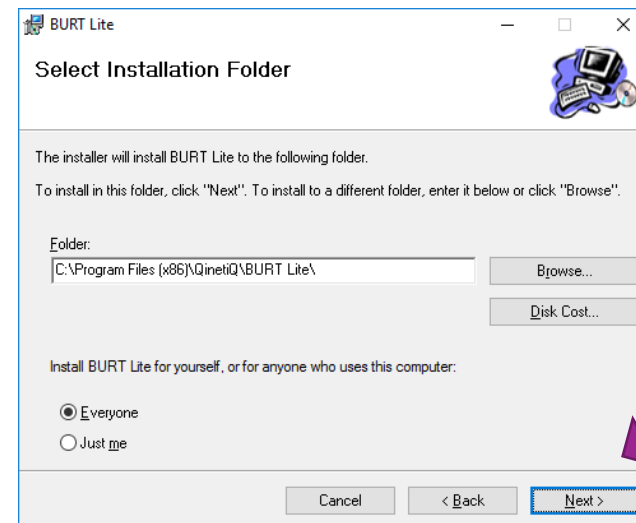 BURT Lite
Select Installation Folder
The installer will install BURT Lite to the following folder.
To install in this folder, click "Next". To install to a different folder, enter it below or click "Browse".
Folder:
C:\Program Files (x86)\QinetiQ\BURT Lite\
Browse...
Disk Cost...
Install BURT Lite for yourself, or for anyone who uses this computer:
Everyone
Just me
Cancel < Back Next >